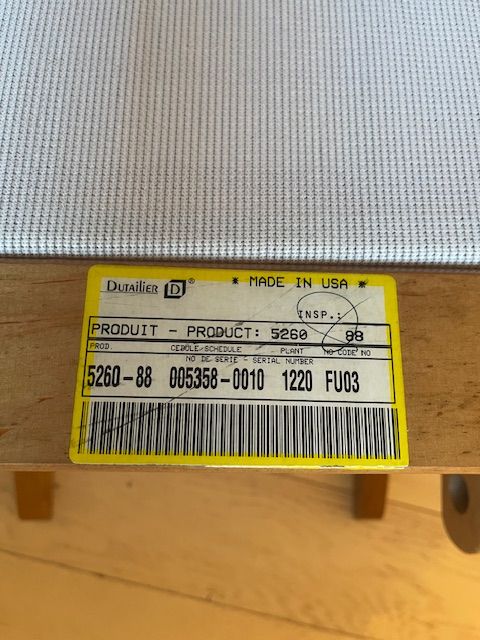 DUTAILIER D ®
* MADE IN USA *
INSP.:
PRODUIT - PRODUCT: 5260 88
PROD. CEDULE/SCHEDULE PLANT NO CODE NO
NO DE SERIE - SERIAL NUMBER
5260-88 005358-0010 1220 FU03